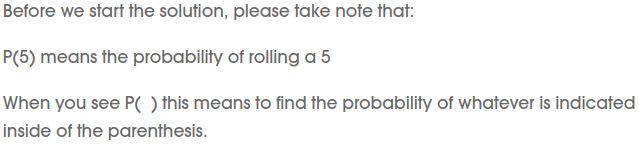 Before we start the solution, please take note that:
P(5) means the probability of rolling a 5
When you see P(  ) this means to find the probability of whatever is indicated
inside of the parenthesis.